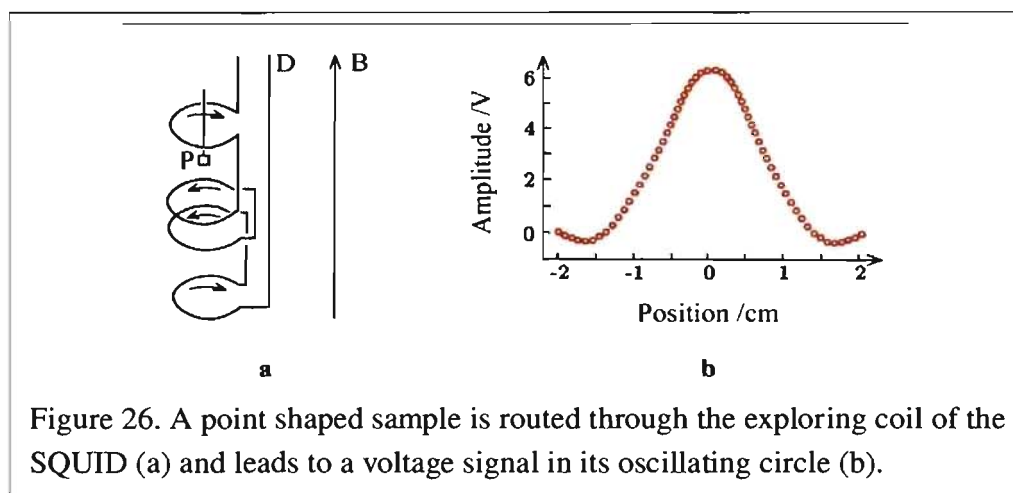 D B
P
a
Amplitude /V
6
4
2
0
-2 -1 0 1 2
Position /cm
b
Figure 26. A point shaped sample is routed through the exploring coil of the
SQUID (a) and leads to a voltage signal in its oscillating circle (b).